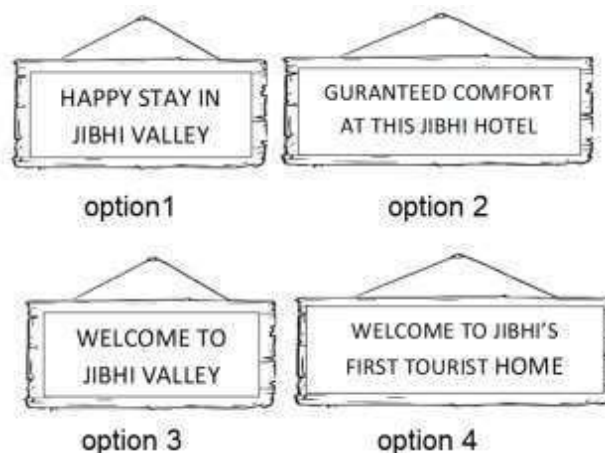 HAPPY STAY IN
JIBHI VALLEY
option1
GURANTEED COMFORT
AT THIS JIBHI HOTEL
option 2
WELCOME TO
JIBHI VALLEY
option 3
WELCOME TO JIBHI'S
FIRST TOURIST HOME
option 4